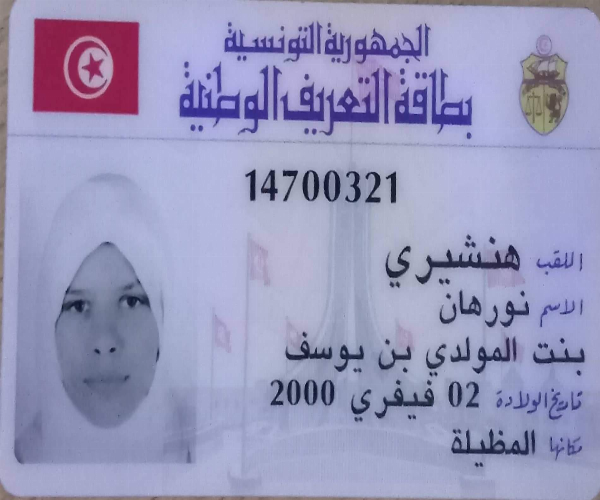 الجمهورية التونسية
بطاقة التعريف الوطنية
14700321
اللقب هنشيري
الاسم نورهان
بنت المولدي بن يوسف
تاريخ الولادة 02 فيفري 2000
مكانها المظيلة